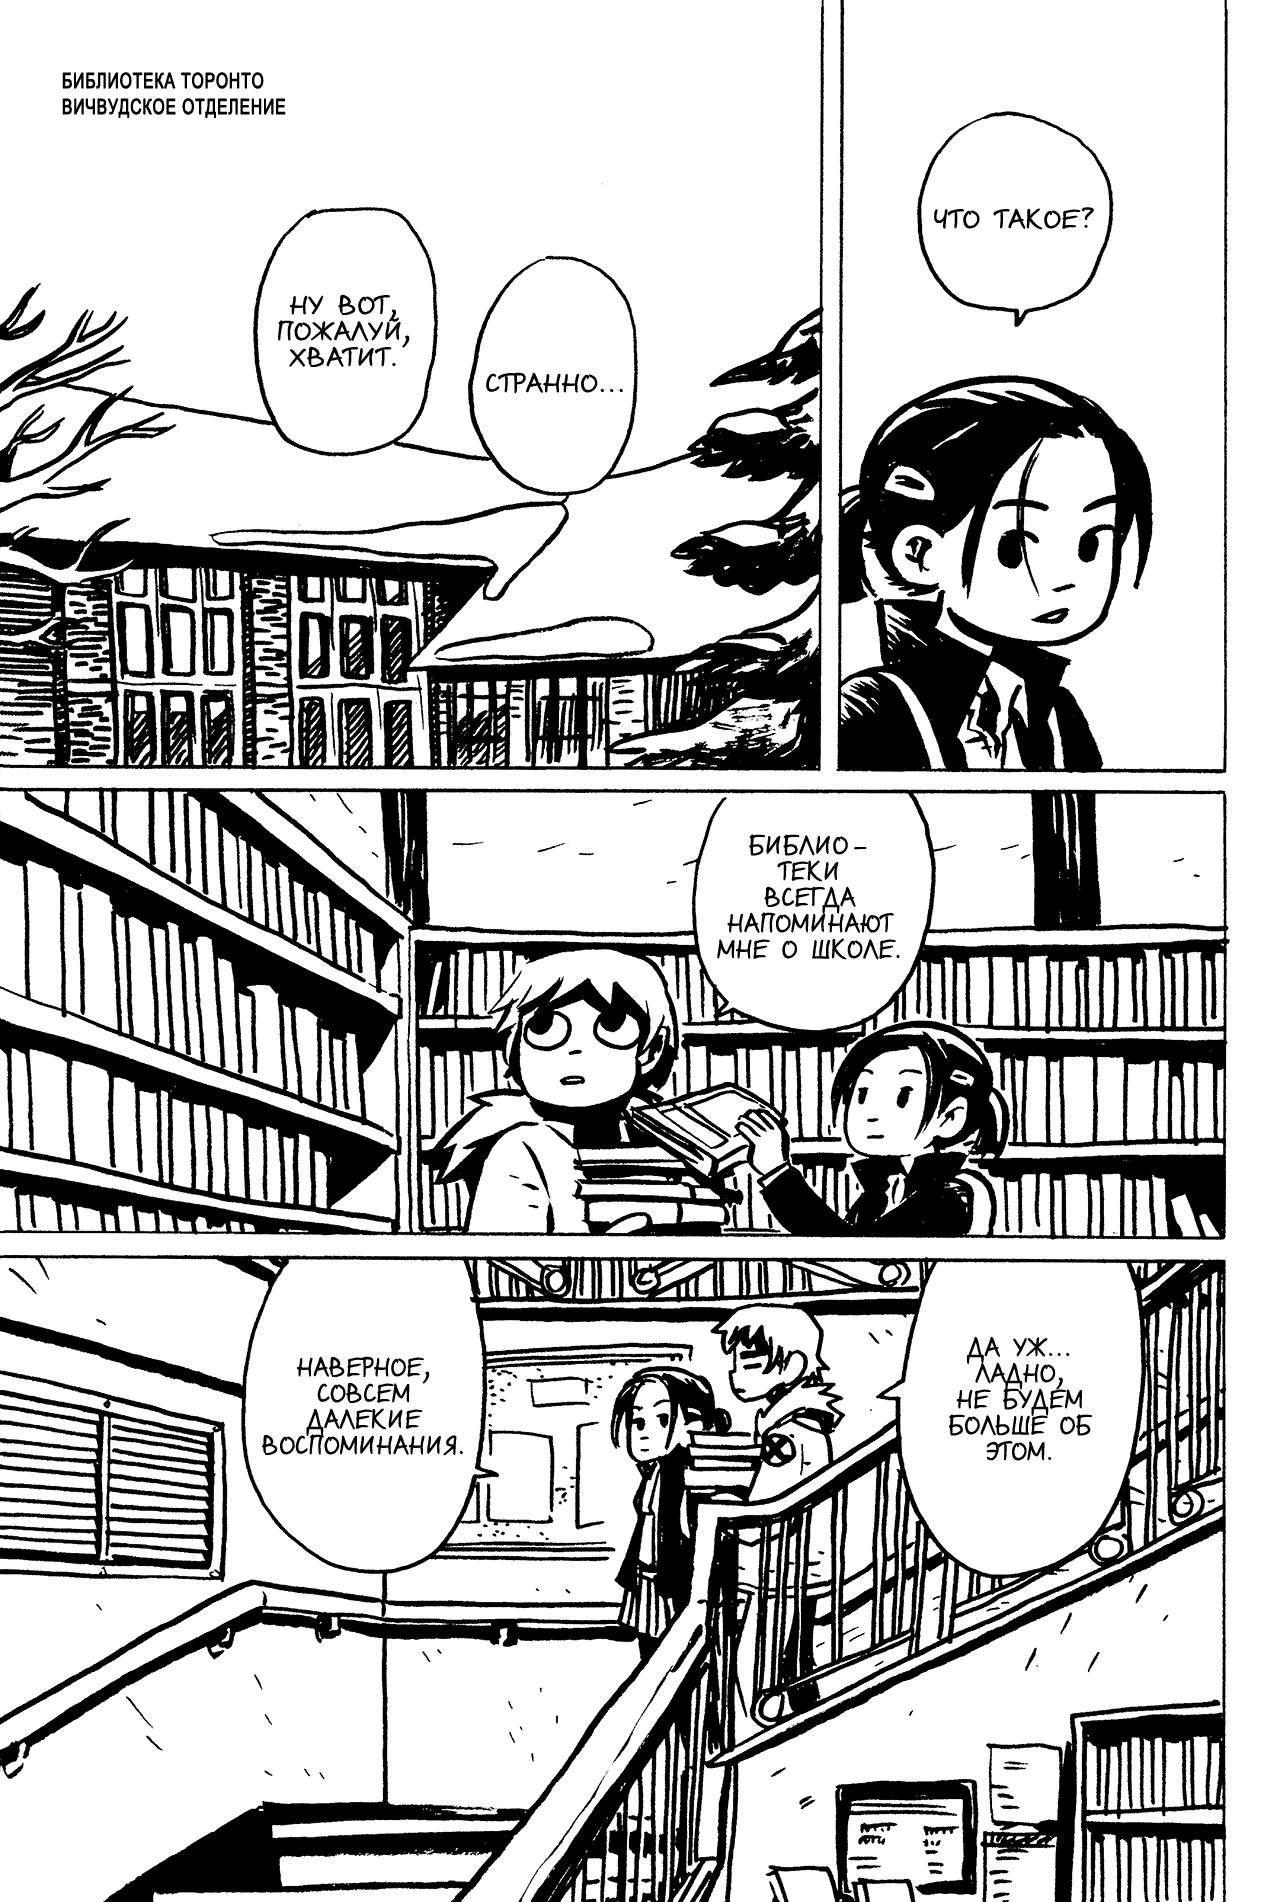 БИБЛИОТЕКА ТОРОНТО
ВИЧВУДСКОЕ ОТДЕЛЕНИЕ
НУ ВОТ,
ПОЖАЛУЙ,
ХВАТИТ.
СТРАННО...
ЧТО ТАКОЕ?
БИБЛИО-
ТЕКИ
ВСЕГДА
НАПОМИНАЮТ
МНЕ О ШКОЛЕ.
НАВЕРНОЕ,
СОВСЕМ
ДАЛЕКИЕ
ВОСПОМИНАНИЯ.
ДА УЖ...
ЛАДНО,
НЕ БУДЕМ
БОЛЬШЕ ОБ
ЭТОМ.